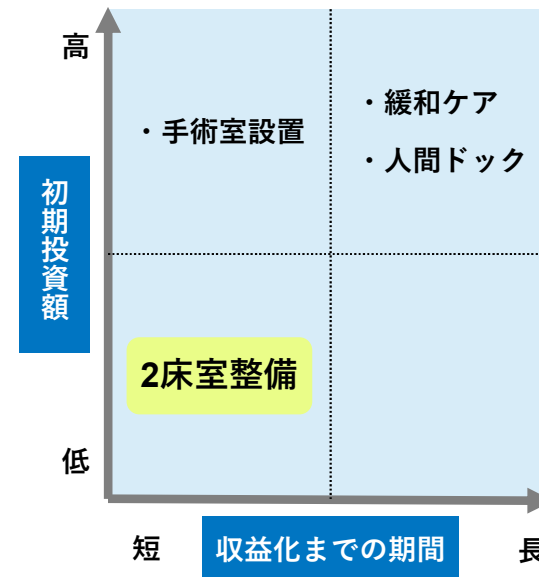 高
・手術室設置
・緩和ケア
・人間ドック
初期投資額
2床室整備
低
短
収益化までの期間
長